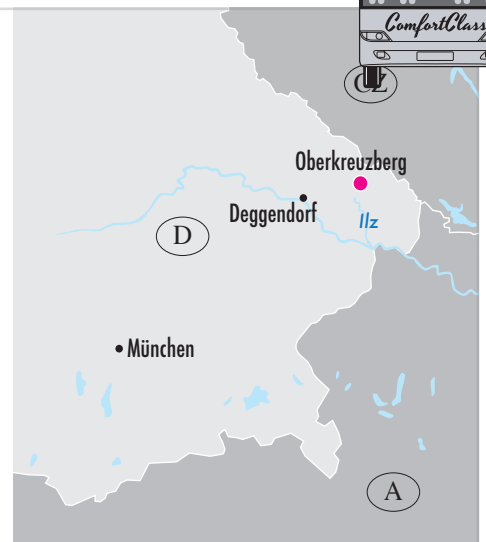 ComfortClass
CZ
Oberkreuzberg
Deggendorf
Ilz
D
München
A